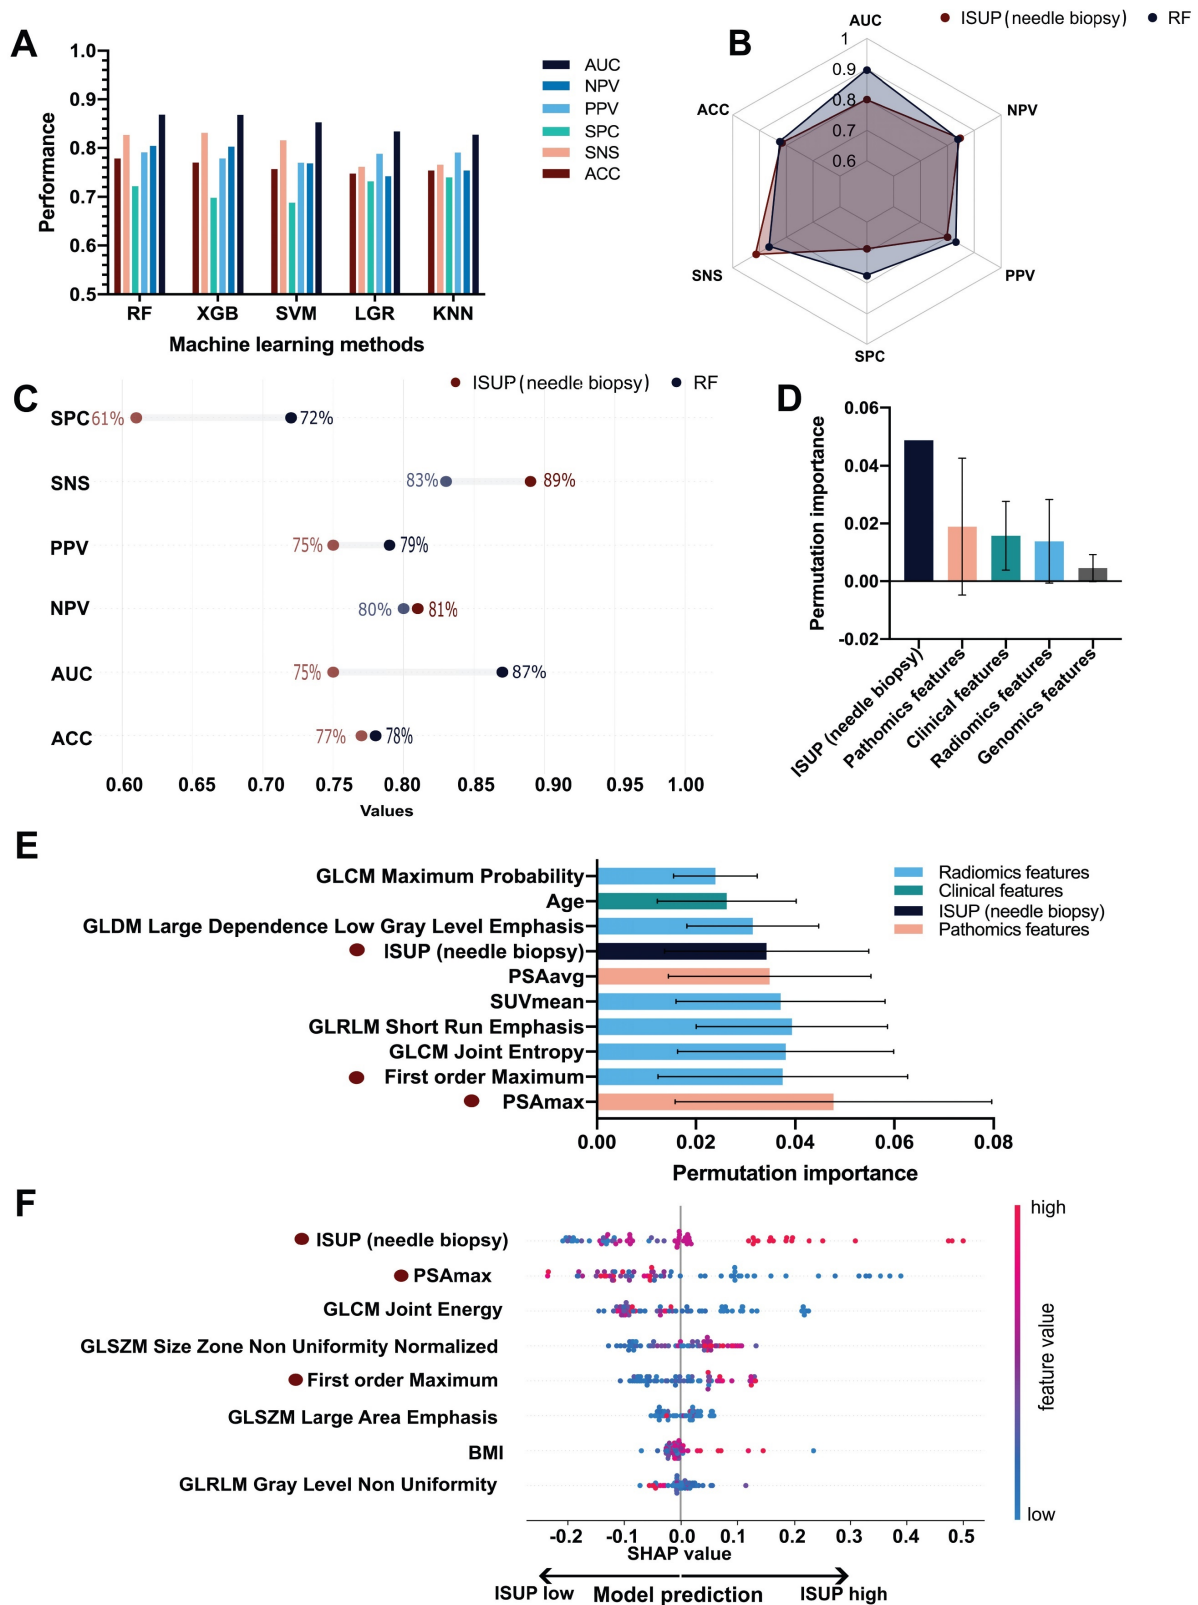 A
1.0
0.9
0.8
0.7
0.6
0.5
Performance
RF XGB SVM LGR KNN
Machine learning methods
AUC
NPV
PPV
SPC
SNS
ACC
B
ISUP (needle biopsy) RF
AUC
1
0.9
0.8
0.7
0.6
ACC
NPV
SNS
PPV
SPC
C
ISUP (needle biopsy) RF
SPC 61% 72%
SNS 83% 89%
PPV 75% 79%
NPV 80% 81%
AUC 75% 87%
ACC 77% 78%
0.60 0.65 0.70 0.75 0.80 0.85 0.90 0.95 1.00
Values
D
0.06
0.04
0.02
0.00
-0.02
Permutation importance
ISUP (needle biopsy)
Pathomics features
Clinical features
Radiomics features
Genomics features
E
GLCM Maximum Probability
Age
GLDM Large Dependence Low Gray Level Emphasis
ISUP (needle biopsy)
PSAavg
SUVmean
GLRLM Short Run Emphasis
GLCM Joint Entropy
First order Maximum
PSAmax
0.00 0.02 0.04 0.06 0.08
Permutation importance
Radiomics features
Clinical features
ISUP (needle biopsy)
Pathomics features
F
ISUP (needle biopsy)
PSAmax
GLCM Joint Energy
GLSZM Size Zone Non Uniformity Normalized
First order Maximum
GLSZM Large Area Emphasis
BMI
GLRLM Gray Level Non Uniformity
-0.2 -0.1 0.0 0.1 0.2 0.3 0.4 0.5
SHAP value
ISUP low Model prediction ISUP high
high
feature value
low